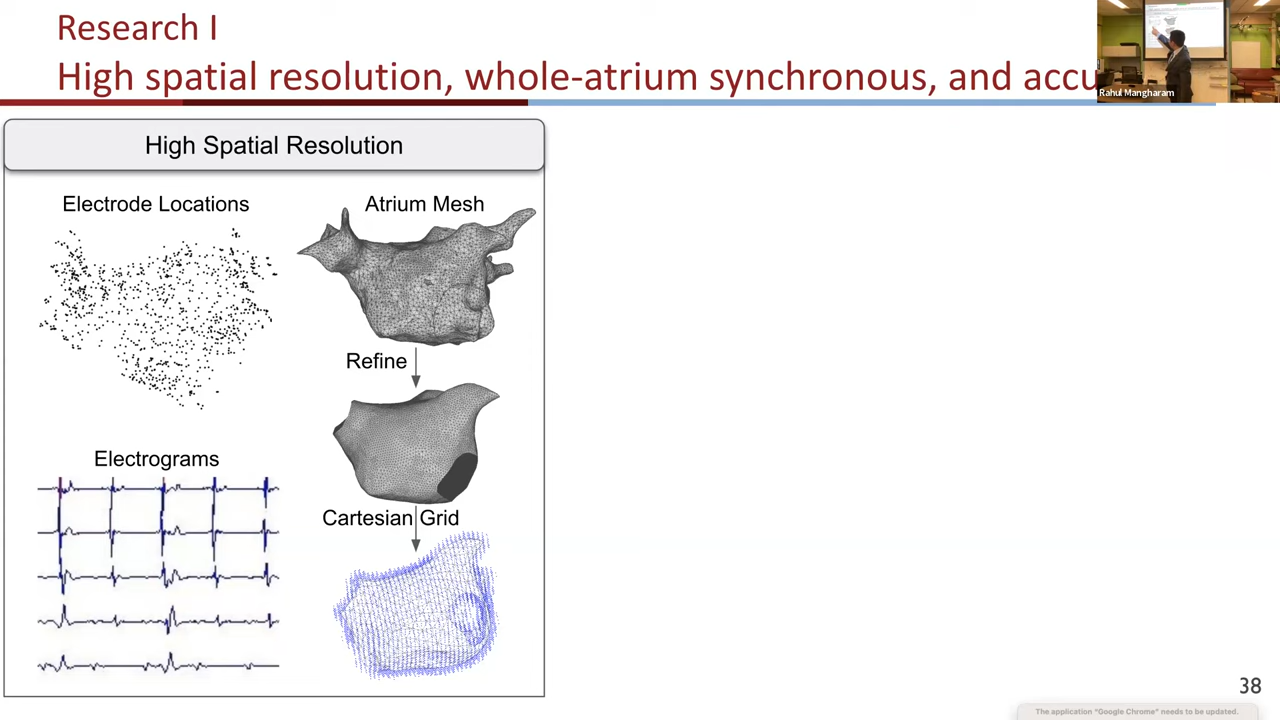 Research I
High spatial resolution, whole-atrium synchronous, and accu
Rahul Mangharam
High Spatial Resolution
Electrode Locations
Atrium Mesh
Refine
Electrograms
Cartesian Grid
38
The application "Google Chrome" needs to be updated.